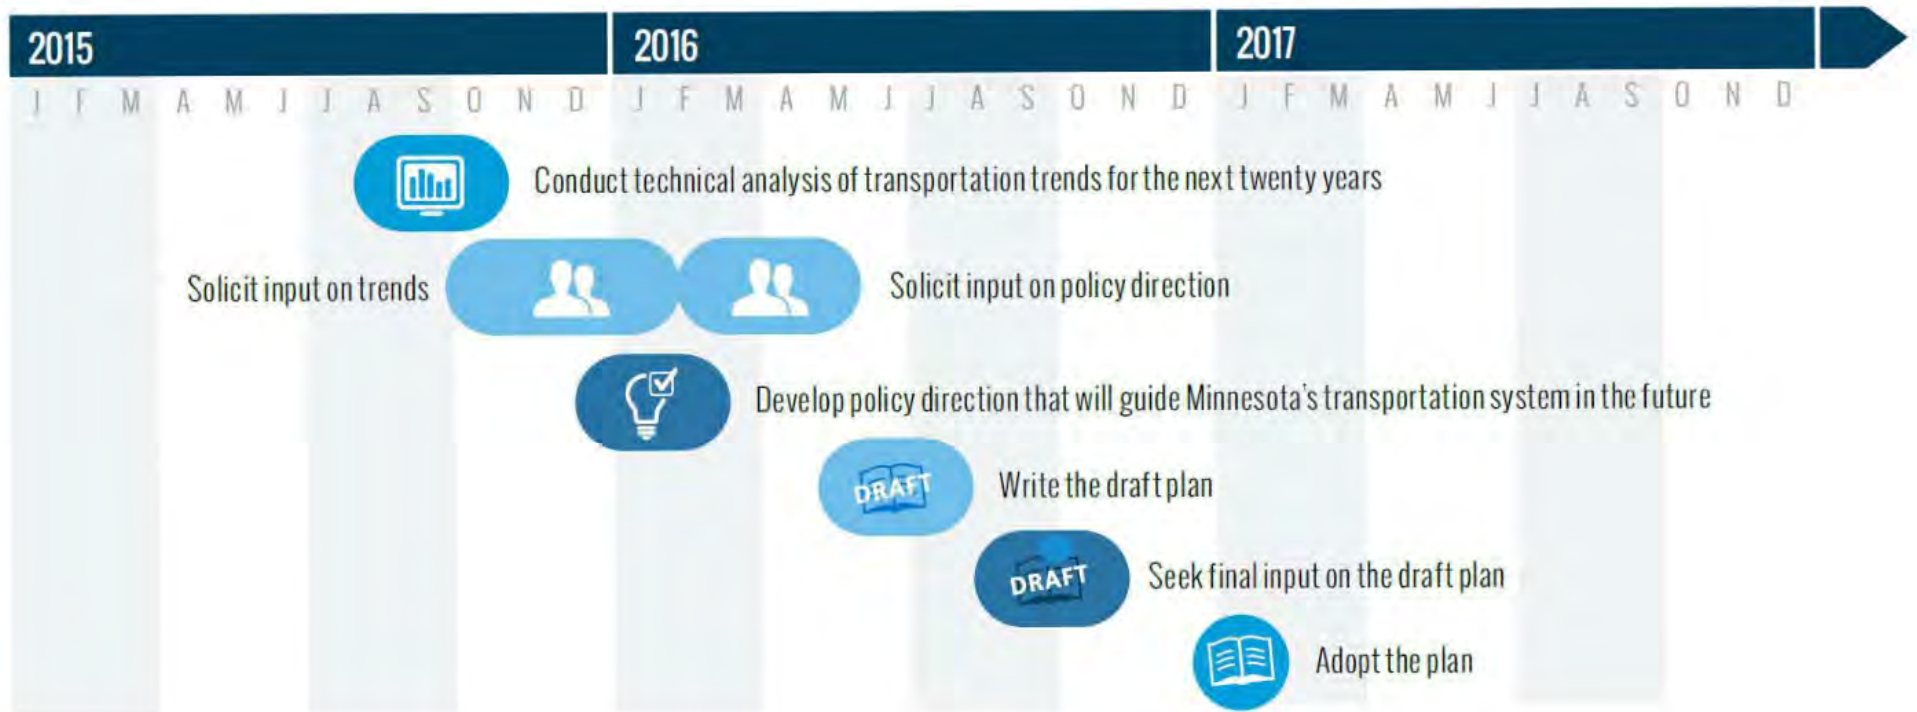 2015 2016 2017
J F M A M J J A S O N D J F M A M J J A S O N D J F M A M J J A S O N D
Conduct technical analysis of transportation trends for the next twenty years
Solicit input on trends
Solicit input on policy direction
Develop policy direction that will guide Minnesota's transportation system in the future
DRAFT
Write the draft plan
DRAFT
Seek final input on the draft plan
Adopt the plan